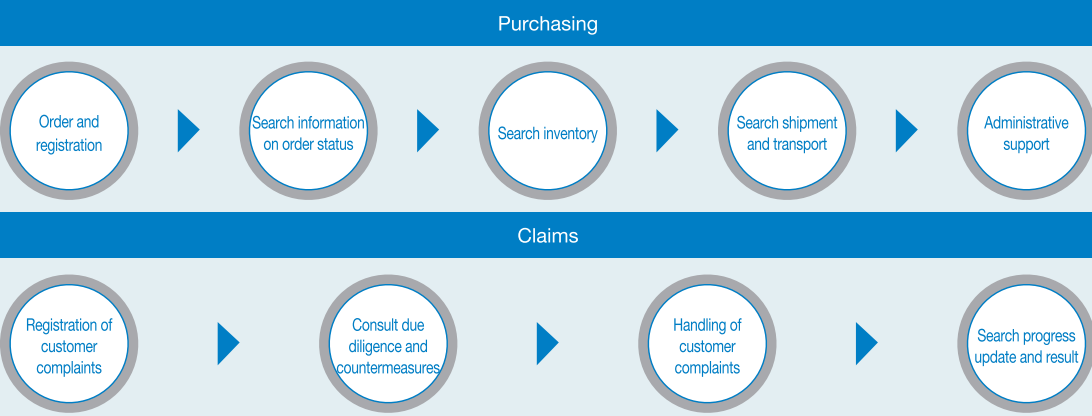 Purchasing
Order and
registration
Search information
on order status
Search inventory
Search shipment
and transport
Administrative
support
Claims
Registration of
customer
complaints
Consult due
diligence and
countermeasures
Handling of
customer
complaints
Search progress
update and result